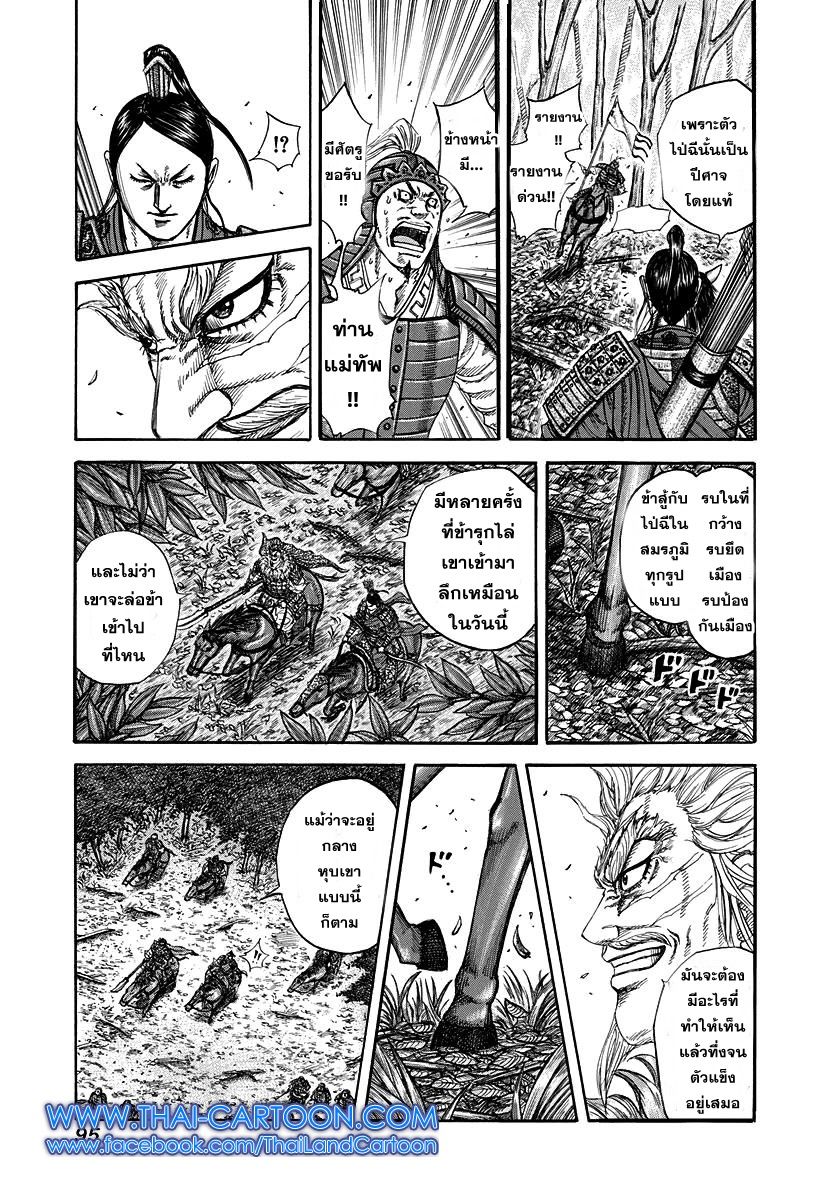 เพราะตัว
ไป่ฉีนั้นเป็น
ปีศาจ
โดยแท้
รายงาน
!!
รายงาน
ด่วน!!
ข้างหน้า
มี...
มีศัตรู
ขอรับ
!!
ท่าน
แม่ทัพ
!!
!?
รบในที่
กว้าง
รบยึด
เมือง
รบป้อง
กันเมือง
ข้าสู้กับ
ไป่ฉีใน
สมรภูมิ
ทุกรูป
แบบ
ドドド
มีหลายครั้ง
ที่ข้ารุกไล่
เขาเข้ามา
ลึกเหมือน
ในวันนี้
และไม่ว่า
เขาจะล่อข้า
เข้าไป
ที่ไหน
มันจะต้อง
มีอะไรที่
ทำให้เห็น
แล้วทึ่งจน
ตัวแข็ง
อยู่เสมอ
ド
แม้ว่าจะอยู่
กลาง
หุบเขา
แบบนี้
ก็ตาม
!!
WWW.THAI-CARTOON.COM
95
www.facebook.com/ThaiLandCartoon